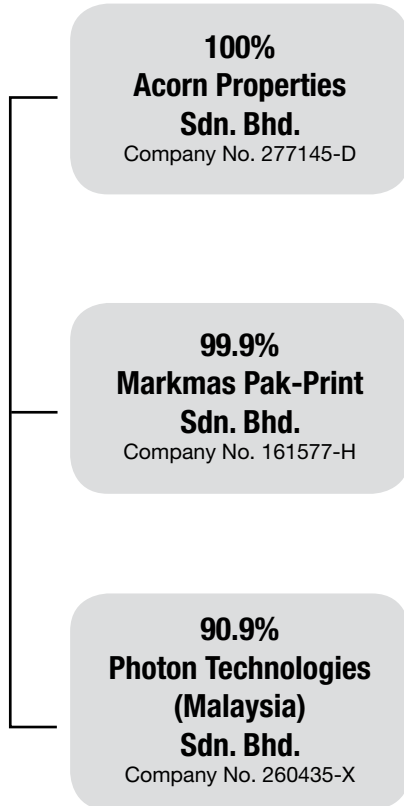 100%
Acorn Properties
Sdn. Bhd.
Company No. 277145-D
99.9%
Markmas Pak-Print
Sdn. Bhd.
Company No. 161577-H
90.9%
Photon Technologies
(Malaysia)
Sdn. Bhd.
Company No. 260435-X